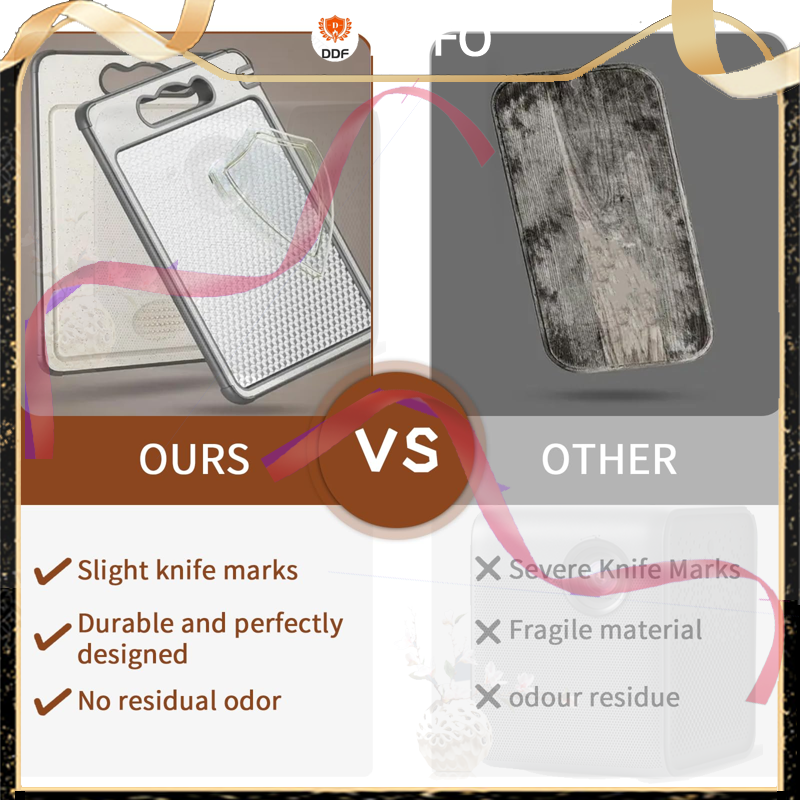 D
DDF
FO
OURS
VS
OTHER
Slight knife marks
Durable and perfectly
designed
No residual odor
Severe Knife Marks
Fragile material
odour residue